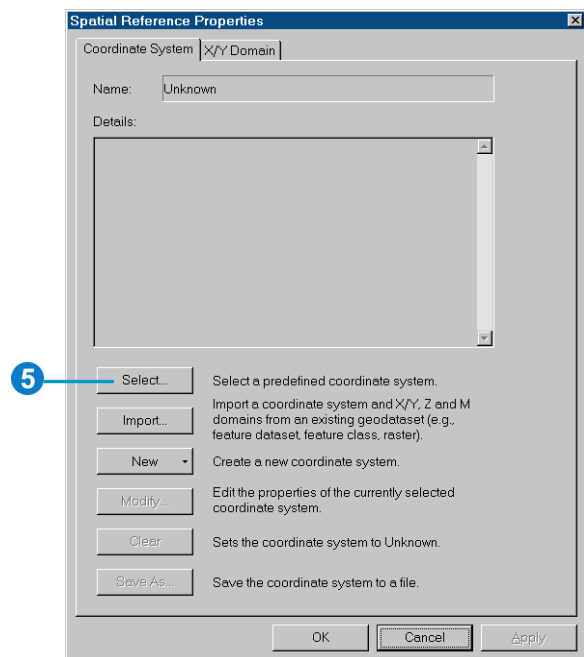 Spatial Reference Properties
Coordinate System
X/Y Domain
Name:
Unknown
Details:
5
Select...
Select a predefined coordinate system.
Import...
Import a coordinate system and X/Y, Z and M
domains from an existing geodataset (e.g.,
feature dataset, feature class, raster).
New
Create a new coordinate system.
Modify...
Edit the properties of the currently selected
coordinate system.
Clear
Sets the coordinate system to Unknown.
Save As...
Save the coordinate system to a file.
OK
Cancel
Apply